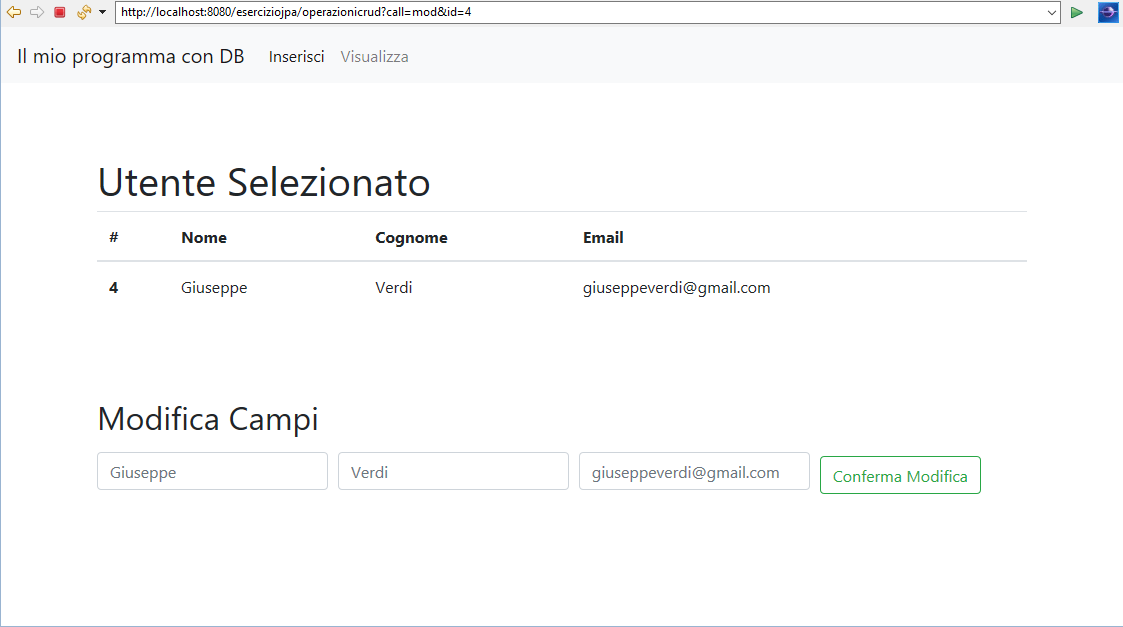 http://localhost:8080/eserciziojpa/operazionicrud?call=mod&id=4
Il mio programma con DB Inserisci Visualizza
Utente Selezionato
# Nome Cognome Email
4 Giuseppe Verdi giuseppeverdi@gmail.com
Modifica Campi
Giuseppe Verdi giuseppeverdi@gmail.com Conferma Modifica